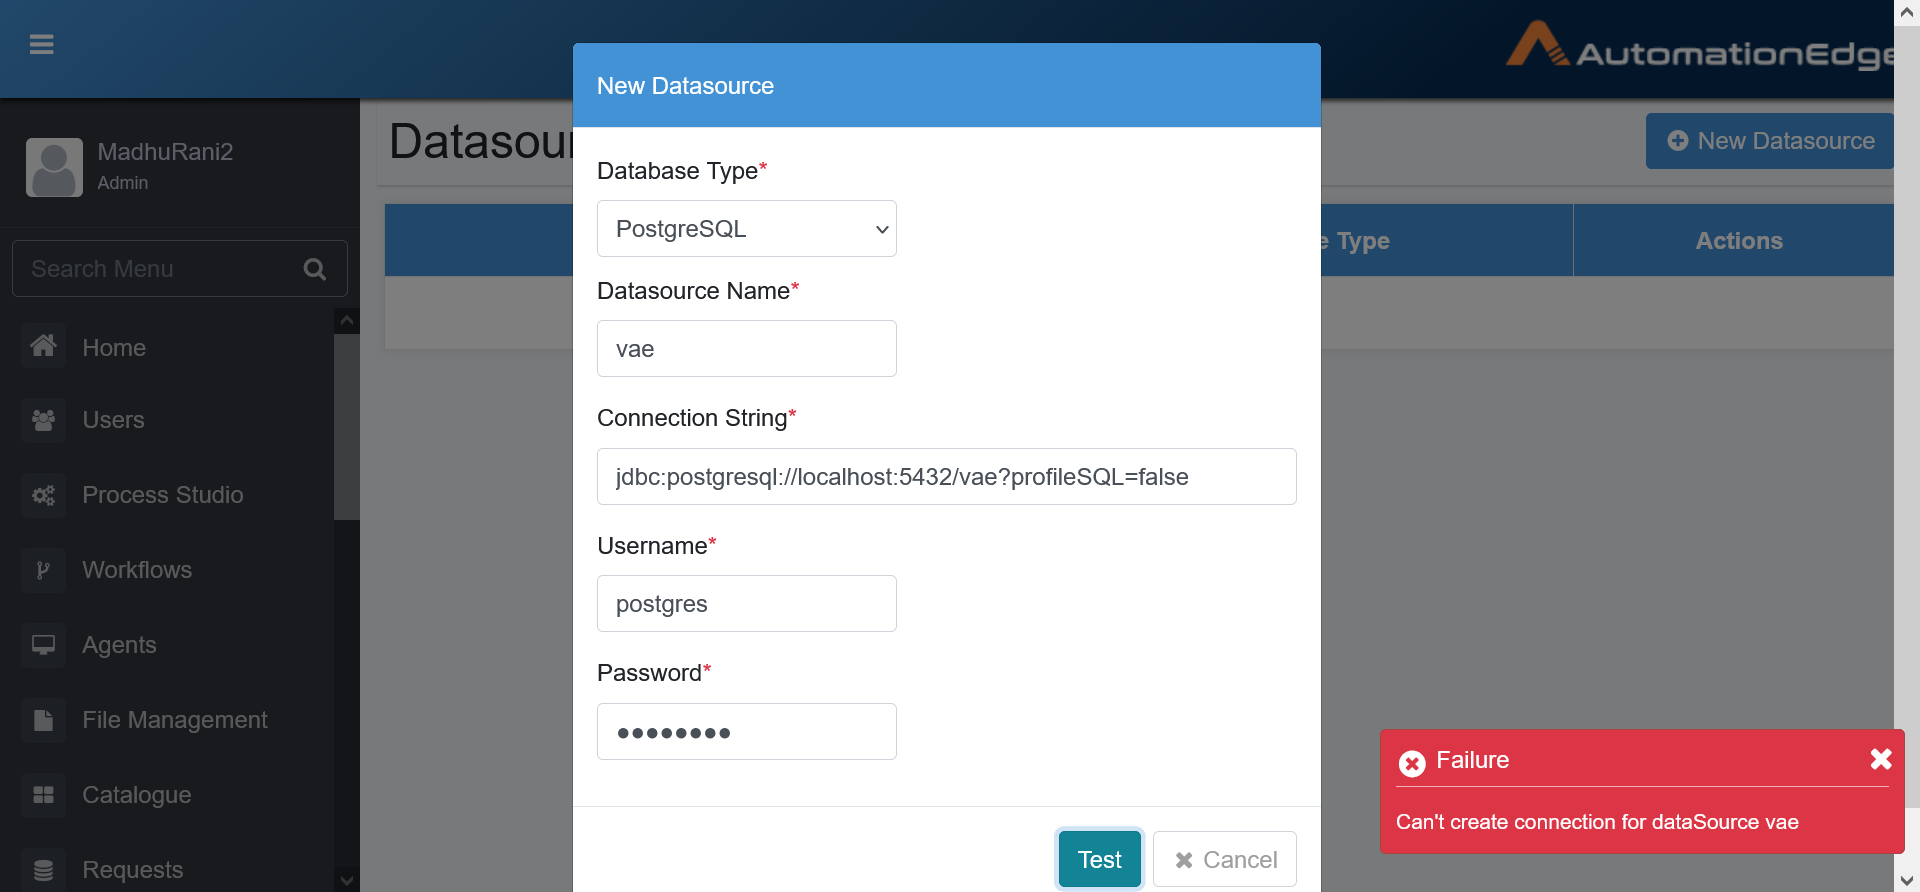 AutomationEdge
New Datasource
MadhuRani2
Admin
Search Menu
Home
Users
Process Studio
Workflows
Agents
File Management
Catalogue
Requests
New Datasource
Type
Actions
Database Type*
PostgreSQL
Datasource Name*
vae
Connection String*
jdbc:postgresql://localhost:5432/vae?profileSQL=false
Username*
postgres
Password*
Test
Cancel
Failure
Can't create connection for dataSource vae